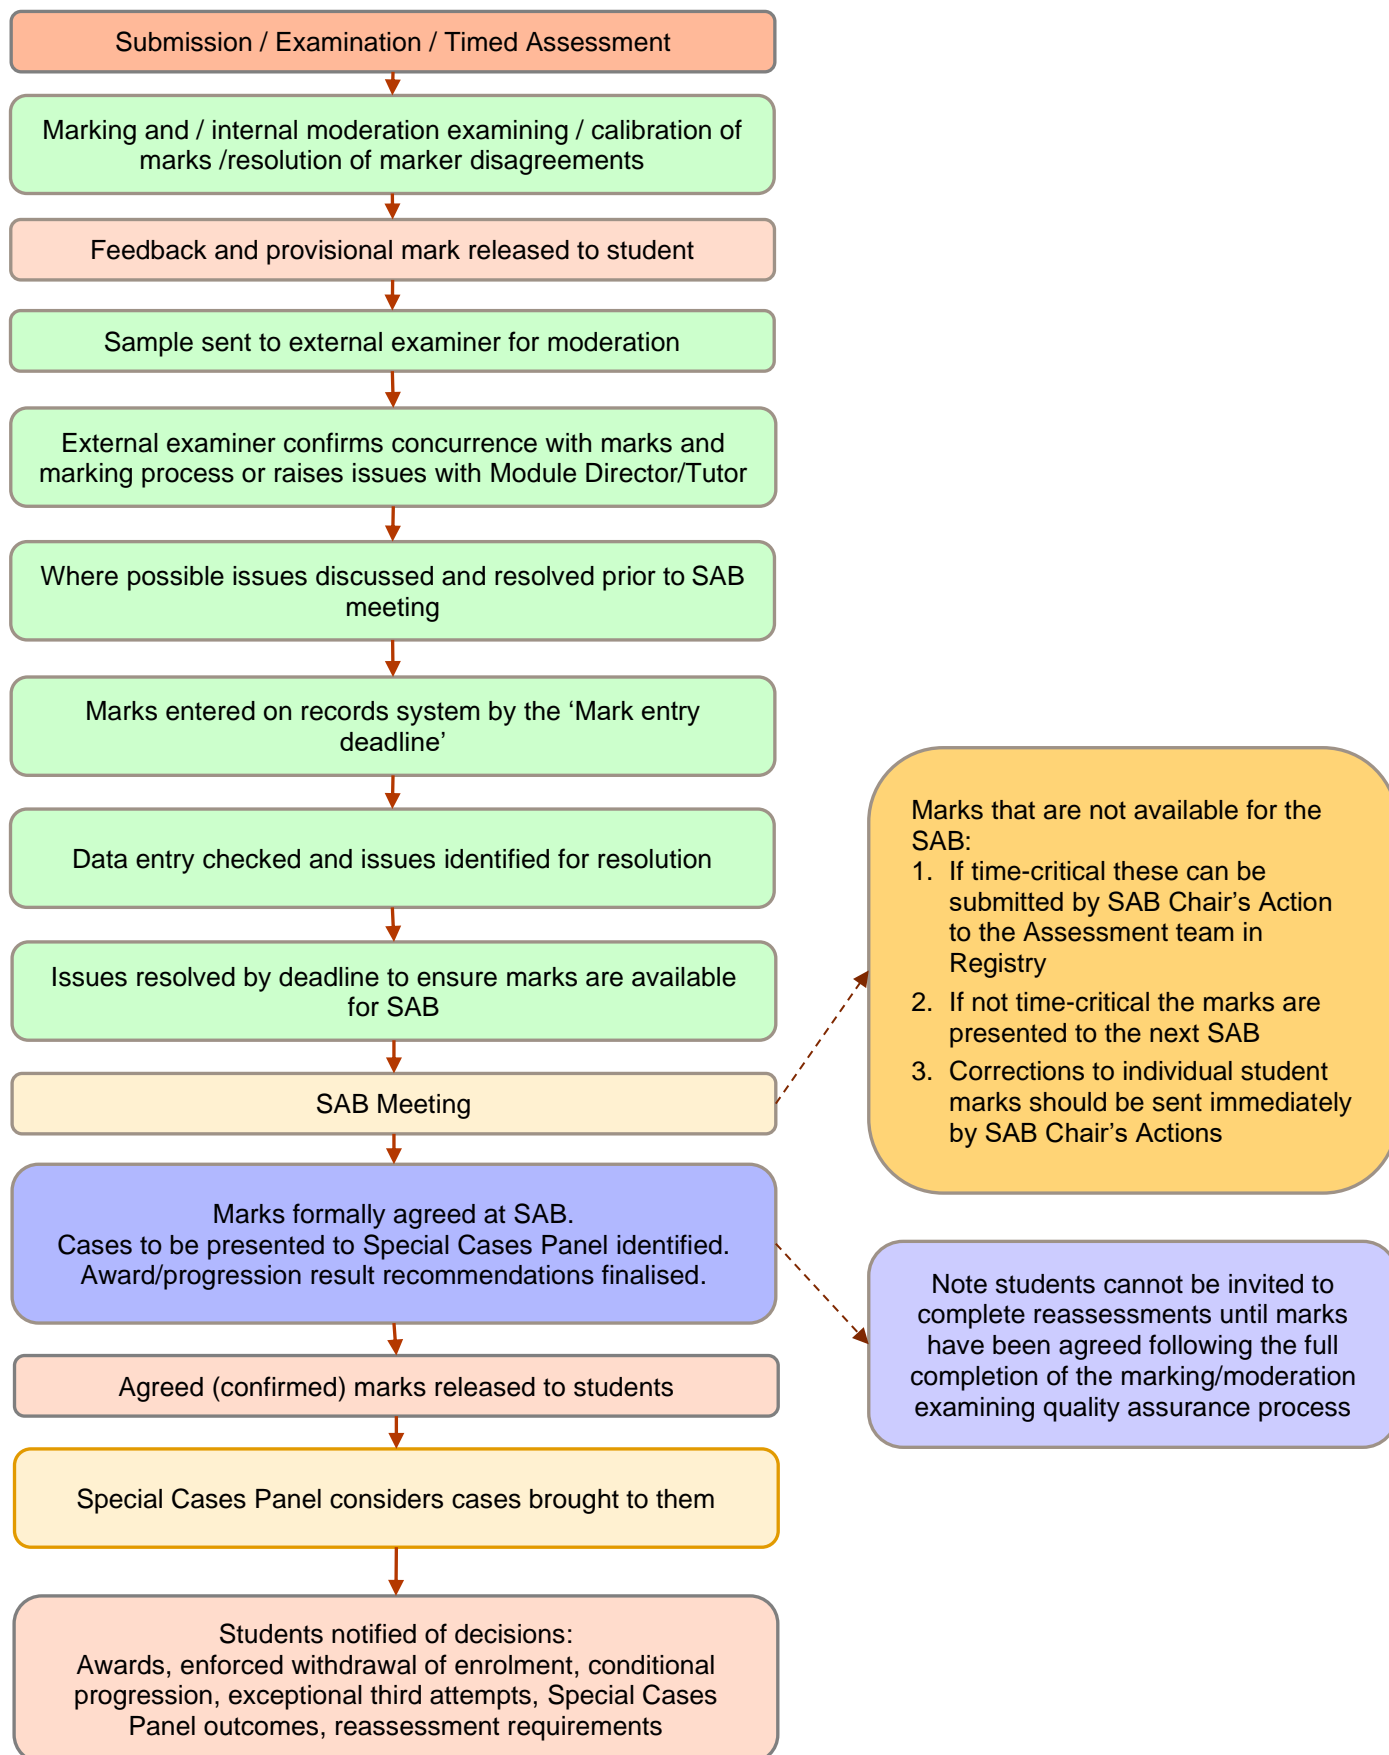 Submission / Examination / Timed Assessment
Marking and / internal moderation examining / calibration of
marks /resolution of marker disagreements
Feedback and provisional mark released to student
Sample sent to external examiner for moderation
External examiner confirms concurrence with marks and
marking process or raises issues with Module Director/Tutor
Where possible issues discussed and resolved prior to SAB
meeting
Marks entered on records system by the ‘Mark entry
deadline’
Data entry checked and issues identified for resolution
Issues resolved by deadline to ensure marks are available
for SAB
SAB Meeting
Marks that are not available for the
SAB:
1. If time-critical these can be
submitted by SAB Chair’s Action
to the Assessment team in
Registry
2. If not time-critical the marks are
presented to the next SAB
3. Corrections to individual student
marks should be sent immediately
by SAB Chair’s Actions
Marks formally agreed at SAB.
Cases to be presented to Special Cases Panel identified.
Award/progression result recommendations finalised.
Note students cannot be invited to
complete reassessments until marks
have been agreed following the full
completion of the marking/moderation
examining quality assurance process
Agreed (confirmed) marks released to students
Special Cases Panel considers cases brought to them
Students notified of decisions:
Awards, enforced withdrawal of enrolment, conditional
progression, exceptional third attempts, Special Cases
Panel outcomes, reassessment requirements